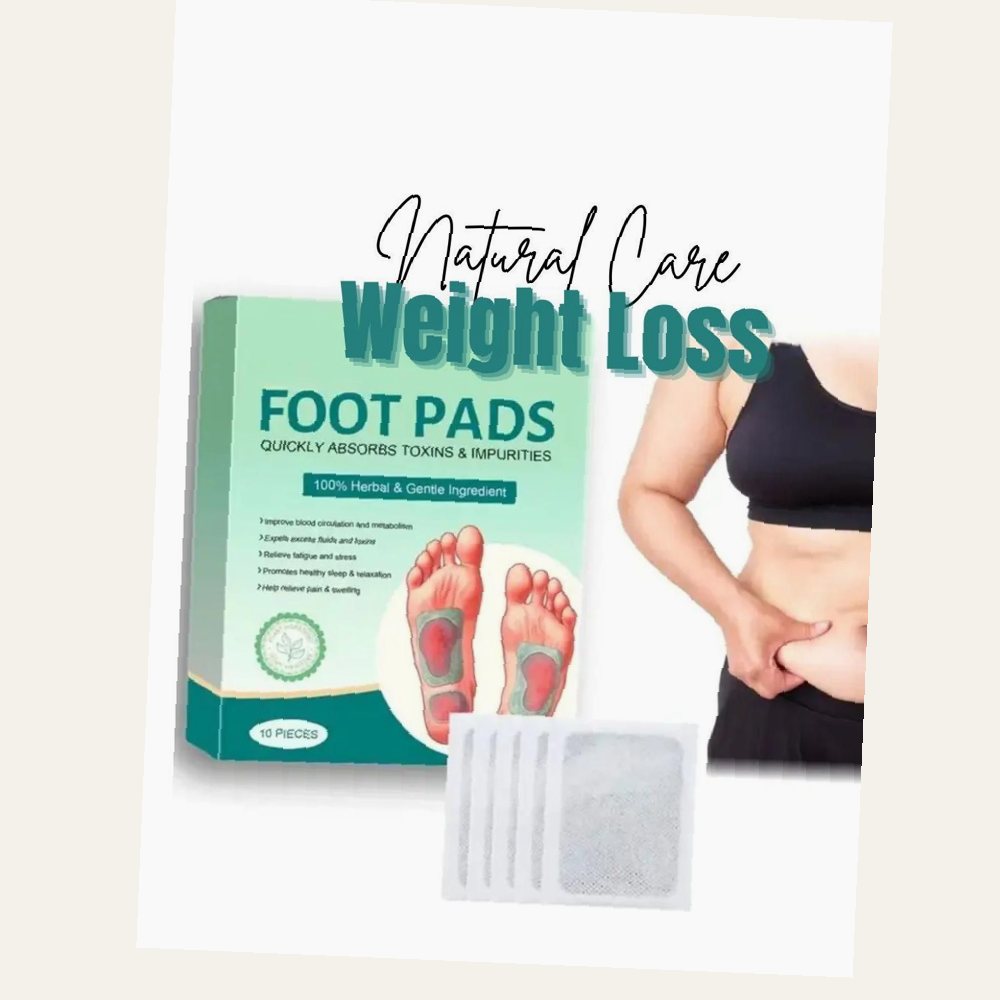 Natural Care
Weight Loss
FOOT PADS
QUICKLY ABSORBS TOXINS & IMPURITIES
100% Herbal & Gentle Ingredient
Improve blood circulation and metabolism
Expels excess fluids and toxins
Relieve fatigue and stress
Promotes healthy sleep & relaxation
Help relieve pain & swelling
10 PIECES